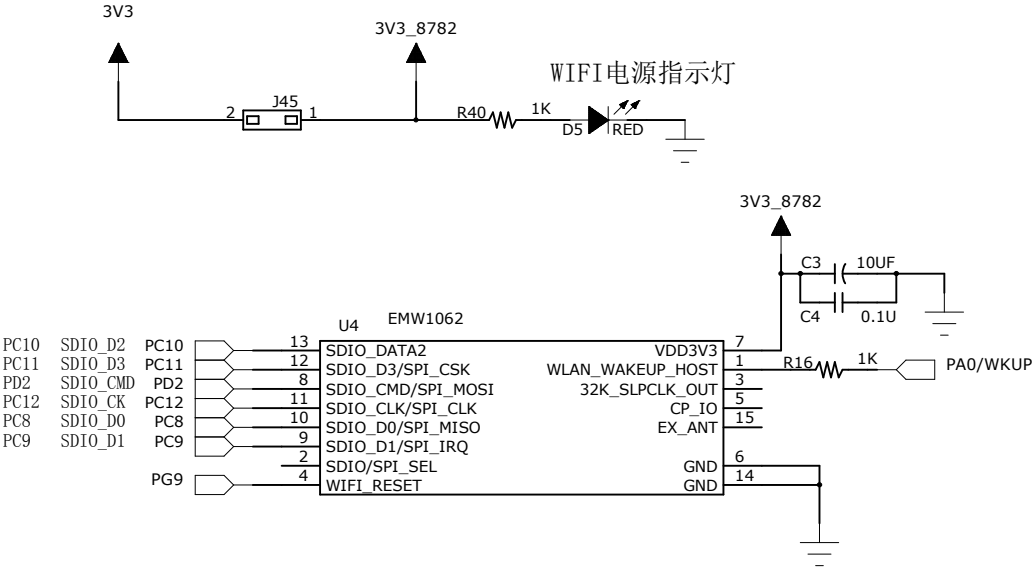 3V3
3V3_8782
WIFI电源指示灯
2 J45 1
R40 1K
D5 RED
3V3_8782
C3 10UF
C4 0.1U
U4 EMW1062
PC10 SDIO_D2 PC10 13 SDIO_DATA2 VDD3V3 7
PC11 SDIO_D3 PC11 12 SDIO_D3/SPI_CSK WLAN_WAKEUP_HOST 1 R16 1K PA0/WKUP
PD2 SDIO_CMD PD2 8 SDIO_CMD/SPI_MOSI 32K_SLPCLK_OUT 3
PC12 SDIO_CK PC12 11 SDIO_CLK/SPI_CLK CP_IO 5
PC8 SDIO_D0 PC8 10 SDIO_D0/SPI_MISO EX_ANT 15
PC9 SDIO_D1 PC9 9 SDIO_D1/SPI_IRQ
2 SDIO/SPI_SEL GND 6
PG9 4 WIFI_RESET GND 14